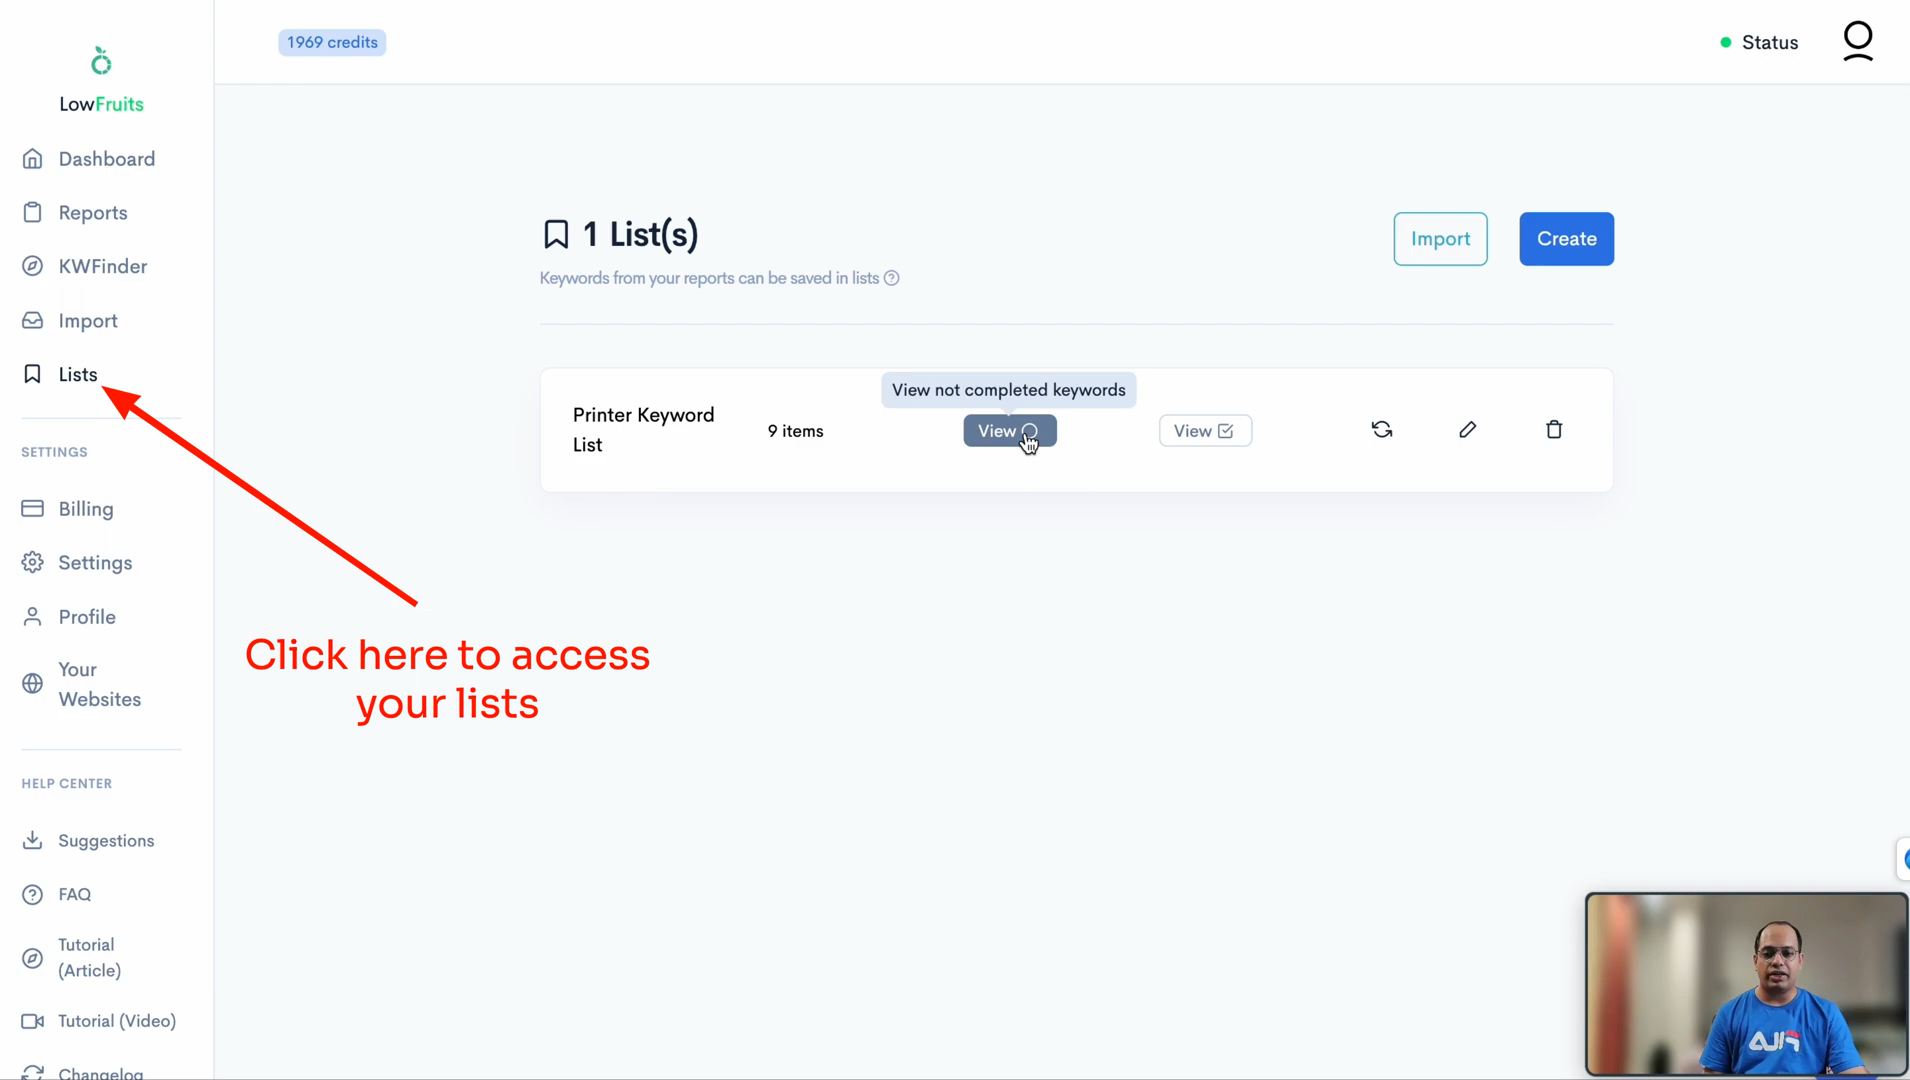 1969 credits
Status
LowFruits
Dashboard
Reports
KWFinder
Import
Lists
SETTINGS
Billing
Settings
Profile
Your
Websites
HELP CENTER
Suggestions
FAQ
Tutorial
(Article)
Tutorial (Video)
Changelog
1 List(s)
Keywords from your reports can be saved in lists
Import
Create
View not completed keywords
Printer Keyword
List
9 items
View
View
Click here to access
your lists